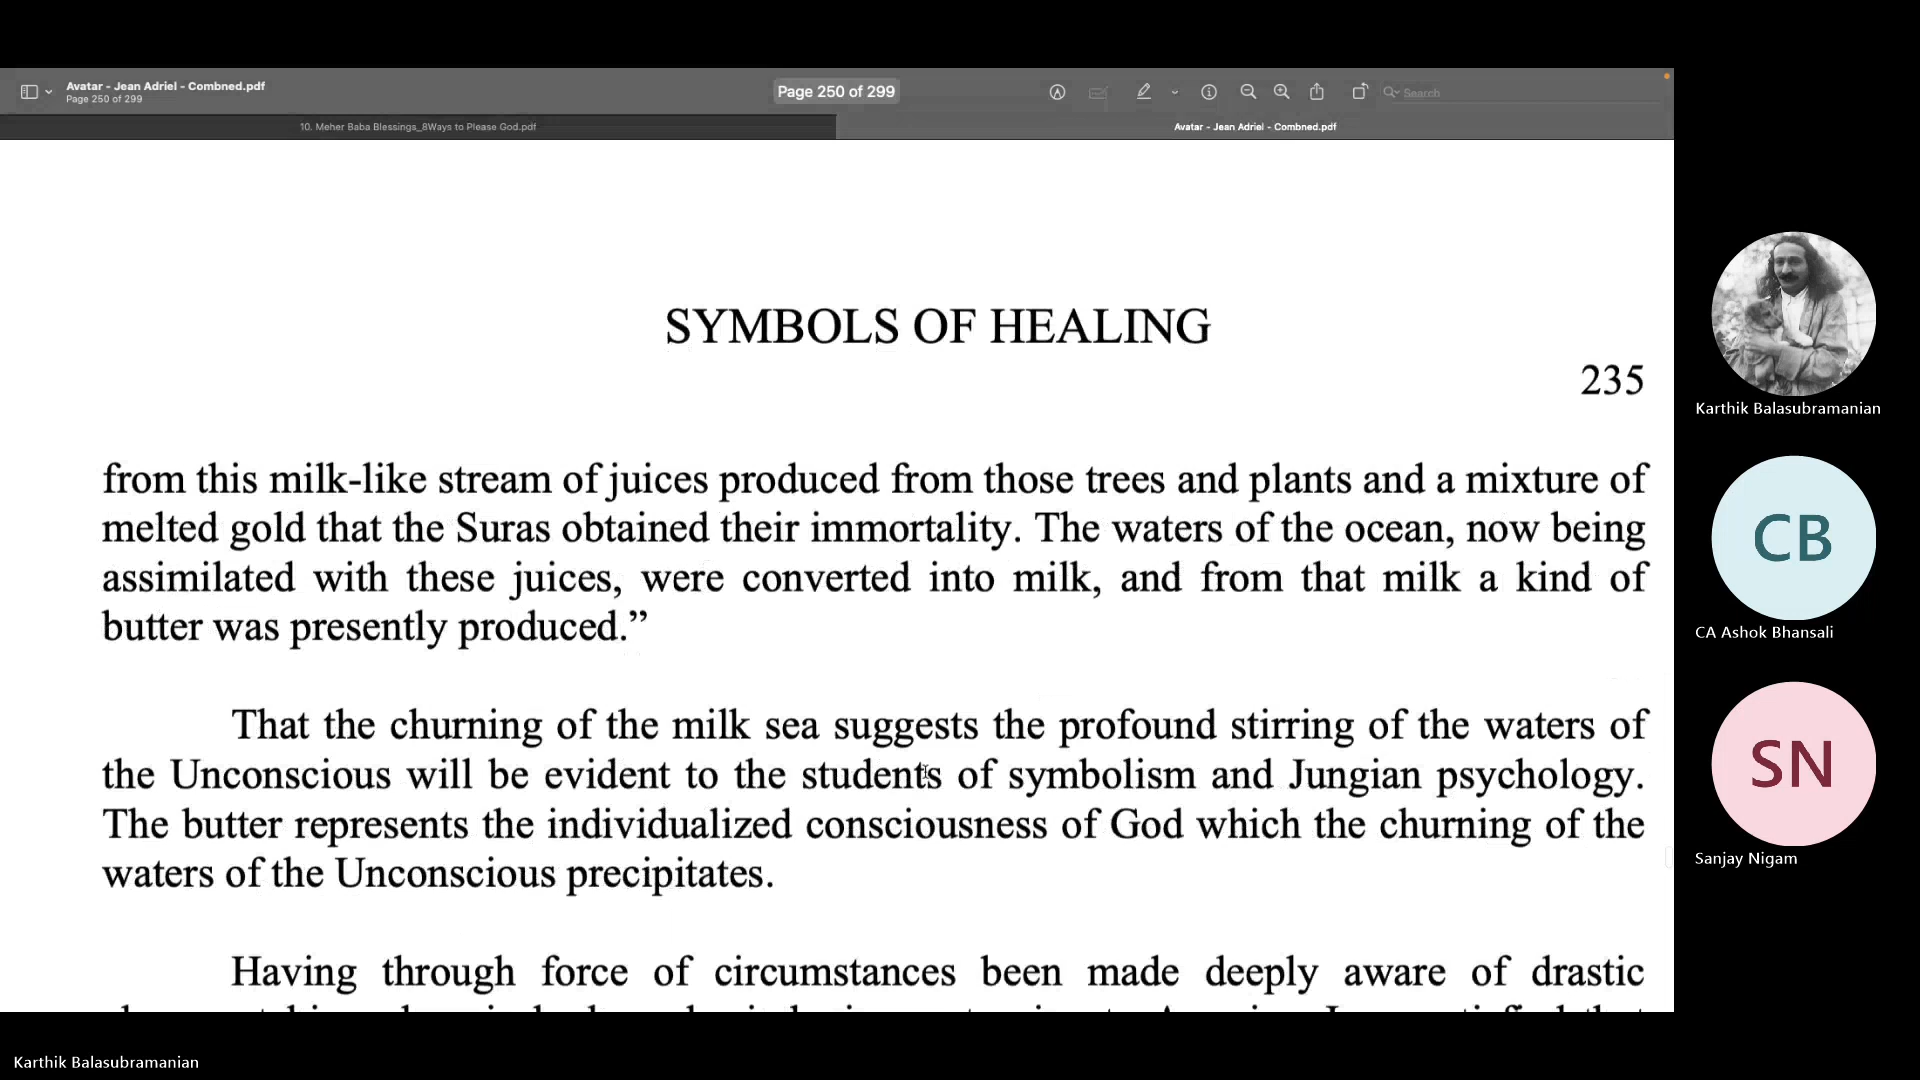 Avatar - Jean Adriel - Combned.pdf
Page 250 of 299
Page 250 of 299
Search
10. Meher Baba Blessings_8Ways to Please God.pdf
Avatar - Jean Adriel - Combned.pdf
SYMBOLS OF HEALING
235
from this milk-like stream of juices produced from those trees and plants and a mixture of
melted gold that the Suras obtained their immortality. The waters of the ocean, now being
assimilated with these juices, were converted into milk, and from that milk a kind of
butter was presently produced.”
That the churning of the milk sea suggests the profound stirring of the waters of
the Unconscious will be evident to the students of symbolism and Jungian psychology.
The butter represents the individualized consciousness of God which the churning of the
waters of the Unconscious precipitates.
Having through force of circumstances been made deeply aware of drastic
Karthik Balasubramanian
CB
CA Ashok Bhansali
SN
Sanjay Nigam
Karthik Balasubramanian